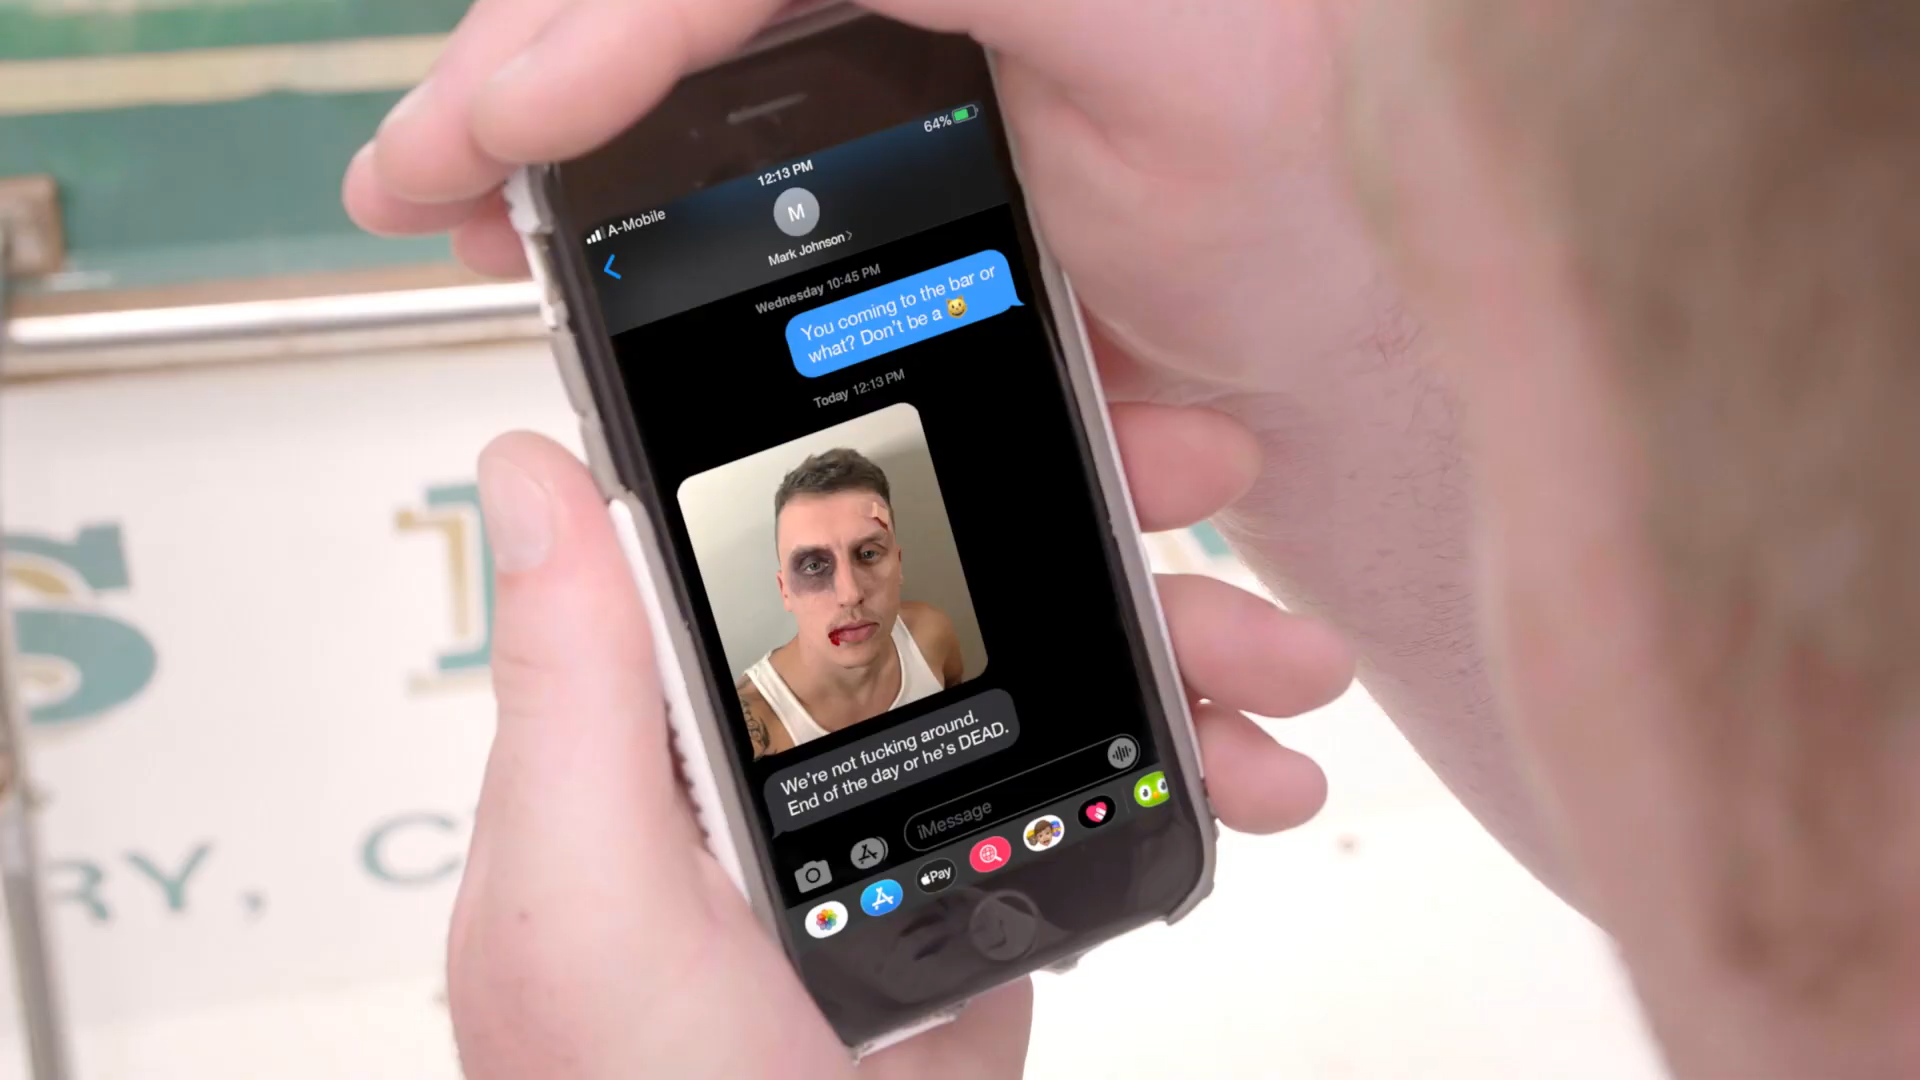 64%
12:13 PM
A-Mobile
M
Mark Johnson
Wednesday 10:45 PM
You coming to the bar or
what? Don't be a
Today 12:13 PM
We're not fucking around.
End of the day or he's DEAD.
iMessage
Pay
S
RY, C